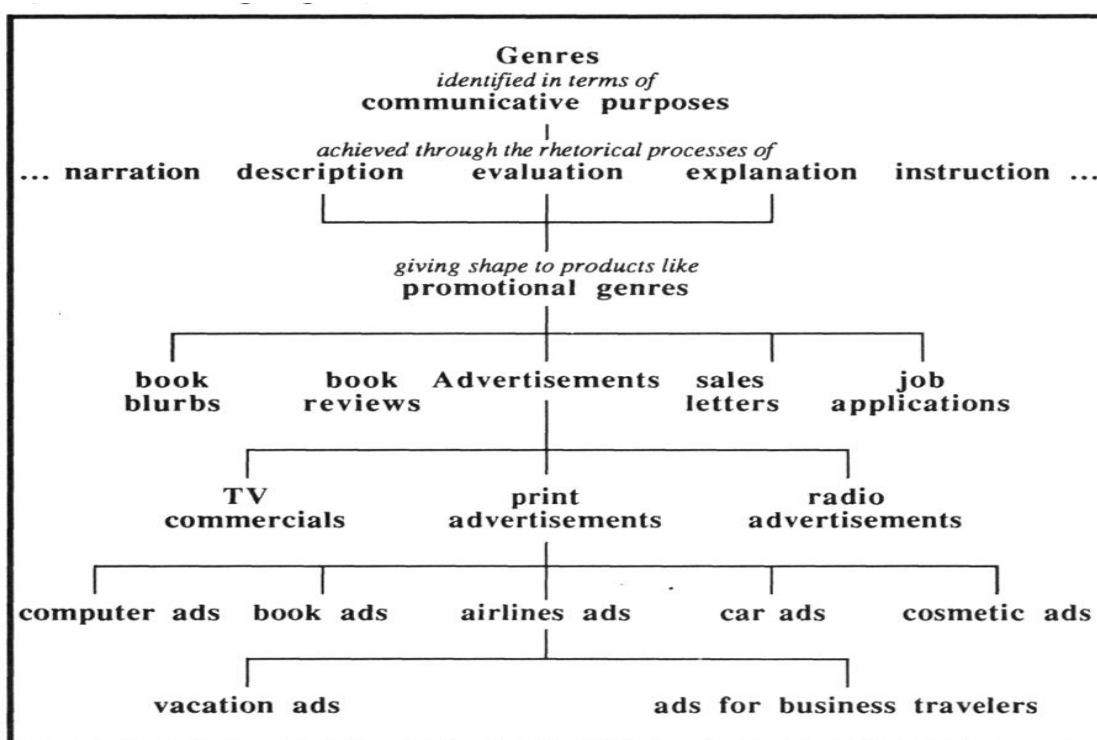 Genres
identified in terms of
communicative purposes
achieved through the rhetorical processes of
... narration description evaluation explanation instruction ...
giving shape to products like
promotional genres
book book Advertisements sales job
blurbs reviews letters applications
TV print radio
commercials advertisements advertisements
computer ads book ads airlines ads car ads cosmetic ads
vacation ads ads for business travelers